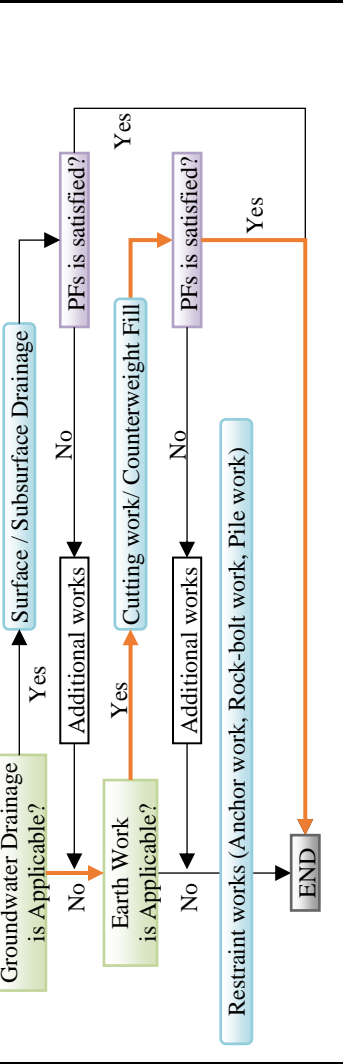 Groundwater Drainage
is Applicable?
Yes
Surface / Subsurface Drainage
No
Additional works
No
PFs is satisfied?
Yes
Earth Work
is Applicable?
Yes
Cutting work/ Counterweight Fill
No
Additional works
No
PFs is satisfied?
Yes
Restraint works (Anchor work, Rock-bolt work, Pile work)
END